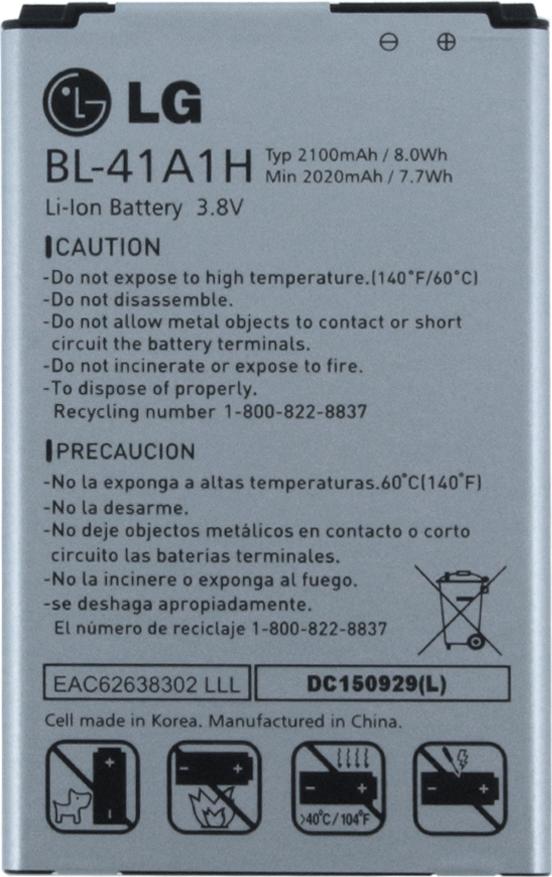 ⊖ ⊕
LG
BL-41A1H
Typ 2100mAh / 8.0Wh
Min 2020mAh / 7.7Wh
Li-Ion Battery 3.8V
CAUTION
-Do not expose to high temperature.(140˚F/60˚C)
-Do not disassemble.
-Do not allow metal objects to contact or short
circuit the battery terminals.
-Do not incinerate or expose to fire.
-To dispose of properly.
Recycling number 1-800-822-8837
PRECAUCION
-No la exponga a altas temperaturas.60˚C(140˚F)
-No la desarme.
-No deje objectos metálicos en contacto o corto
circuito las baterías terminales.
-No la incinere o exponga al fuego.
-se deshaga apropiadamente.
El número de reciclaje 1-800-822-8837
EAC62638302 LLL
DC150929(L)
Cell made in Korea. Manufactured in China.
>40˚C/104˚F